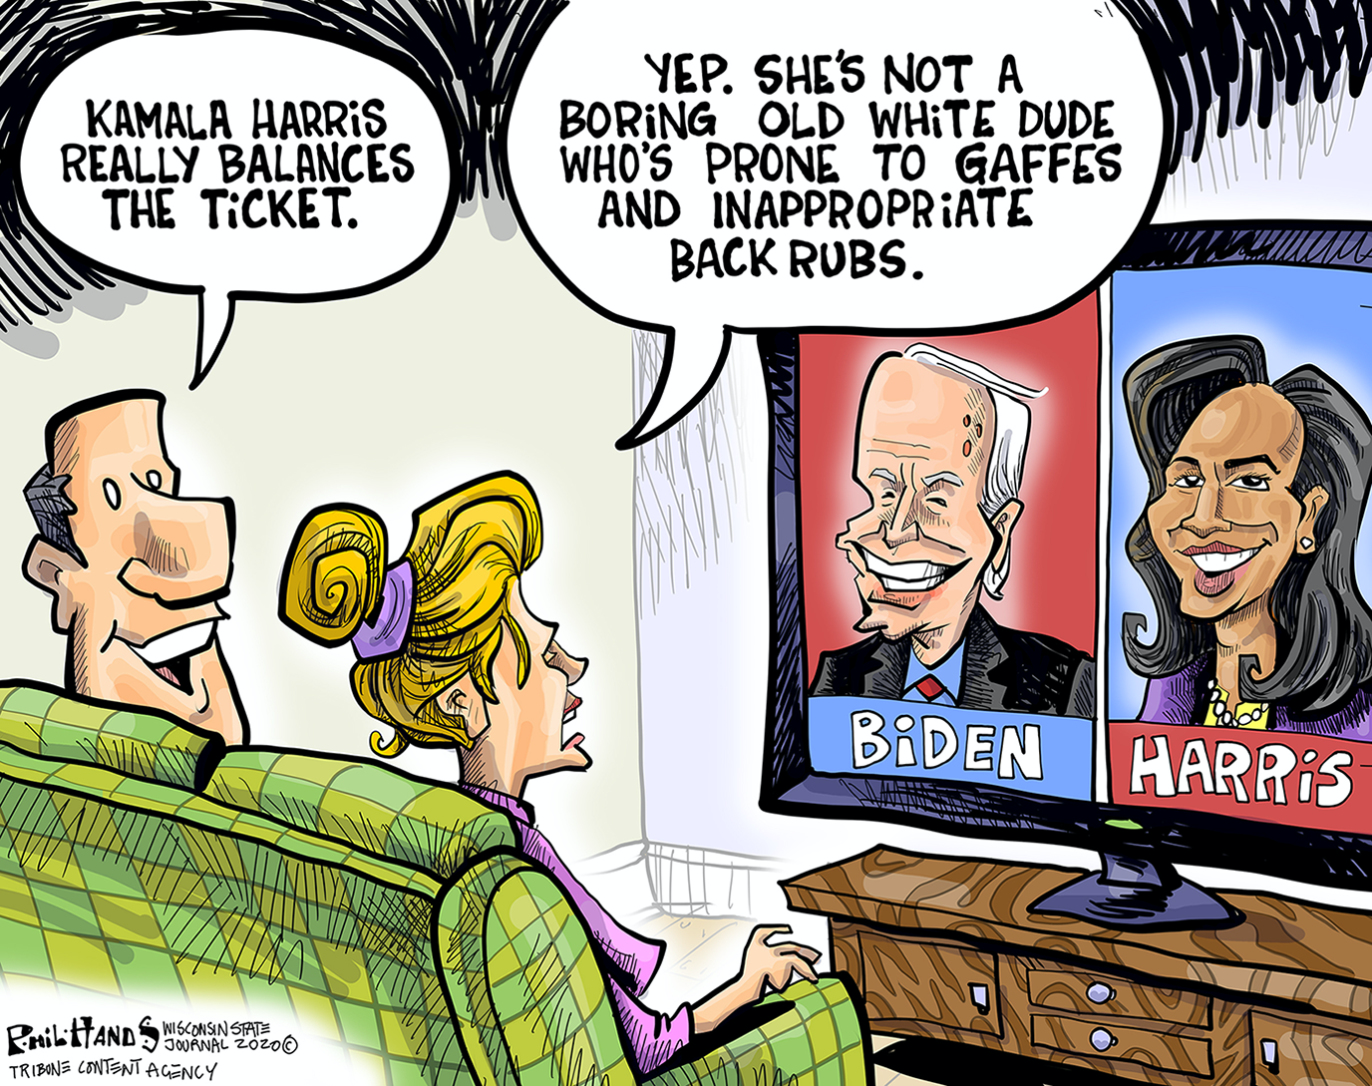 KAMALA HARRiS
REALLY BALANCES
THE TiCKET.
YEP. SHE'S NOT A
BORiNG OLD WHiTE DUDE
WHO'S PRONE TO GAFFES
AND INAPPROPRiATE
BACK RUBS.
BiDEN
HARRiS
PHiL HANDS
WISCONSIN STATE
JOURNAL 2020©
TRIBUNE CONTENT AGENCY